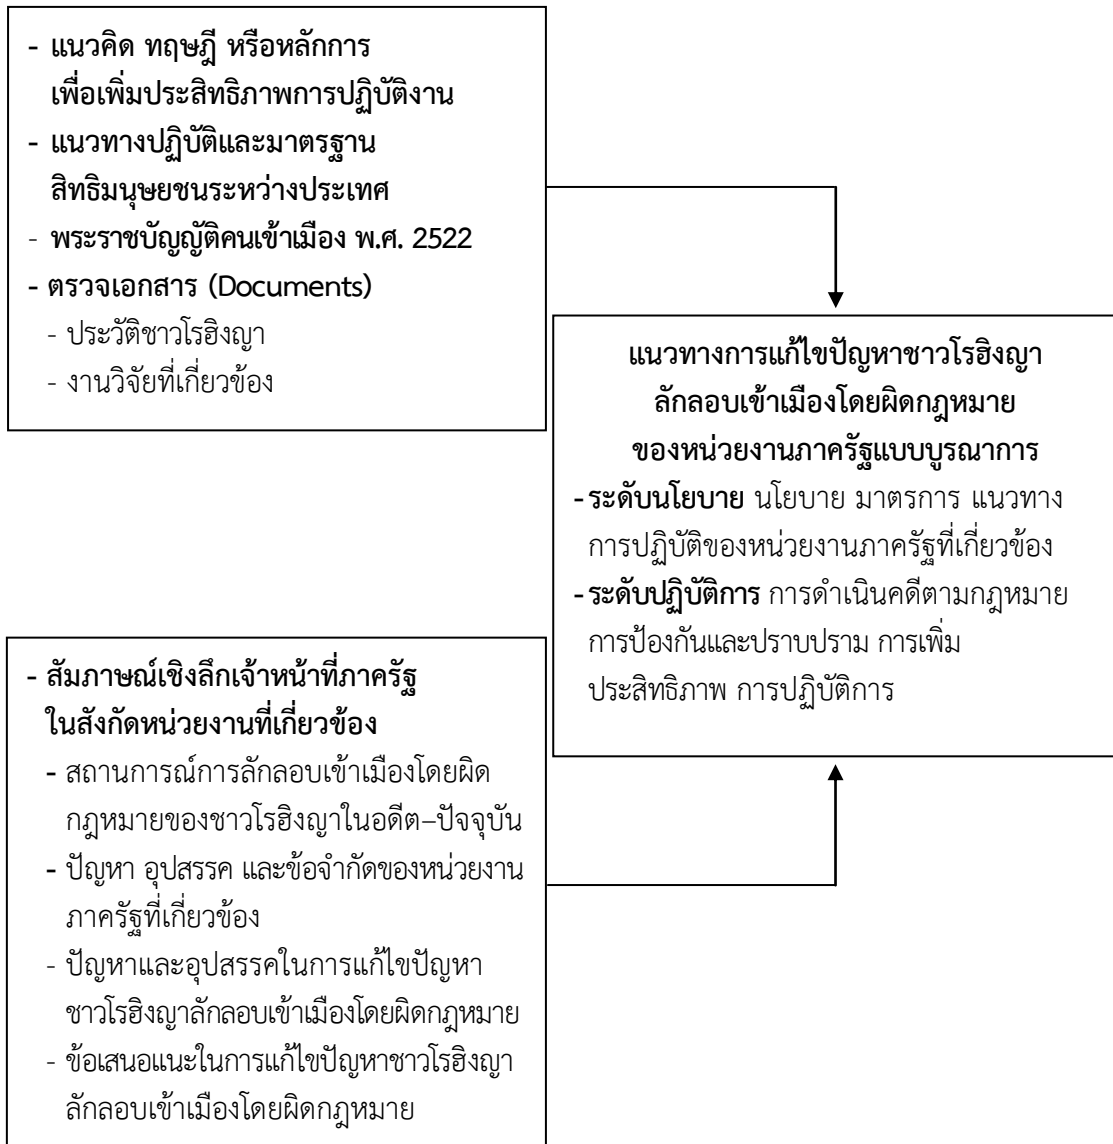 - แนวคิด ทฤษฎี หรือหลักการ
เพื่อเพิ่มประสิทธิภาพการปฏิบัติงาน
- แนวทางปฏิบัติและมาตรฐาน
สิทธิมนุษยชนระหว่างประเทศ
- พระราชบัญญัติคนเข้าเมือง พ.ศ. 2522
- ตรวจเอกสาร (Documents)
- ประวัติชาวโรฮิงญา
- งานวิจัยที่เกี่ยวข้อง
แนวทางการแก้ไขปัญหาชาวโรฮิงญา
ลักลอบเข้าเมืองโดยผิดกฎหมาย
ของหน่วยงานภาครัฐแบบบูรณาการ
- ระดับนโยบาย นโยบาย มาตรการ แนวทาง
การปฏิบัติของหน่วยงานภาครัฐที่เกี่ยวข้อง
- ระดับปฏิบัติการ การดำเนินคดีตามกฎหมาย
การป้องกันและปราบปราม การเพิ่ม
ประสิทธิภาพ การปฏิบัติการ
- สัมภาษณ์เชิงลึกเจ้าหน้าที่ภาครัฐ
ในสังกัดหน่วยงานที่เกี่ยวข้อง
- สถานการณ์การลักลอบเข้าเมืองโดยผิด
กฎหมายของชาวโรฮิงญาในอดีต–ปัจจุบัน
- ปัญหา อุปสรรค และข้อจำกัดของหน่วยงาน
ภาครัฐที่เกี่ยวข้อง
- ปัญหาและอุปสรรคในการแก้ไขปัญหา
ชาวโรฮิงญาลักลอบเข้าเมืองโดยผิดกฎหมาย
- ข้อเสนอแนะในการแก้ไขปัญหาชาวโรฮิงญา
ลักลอบเข้าเมืองโดยผิดกฎหมาย